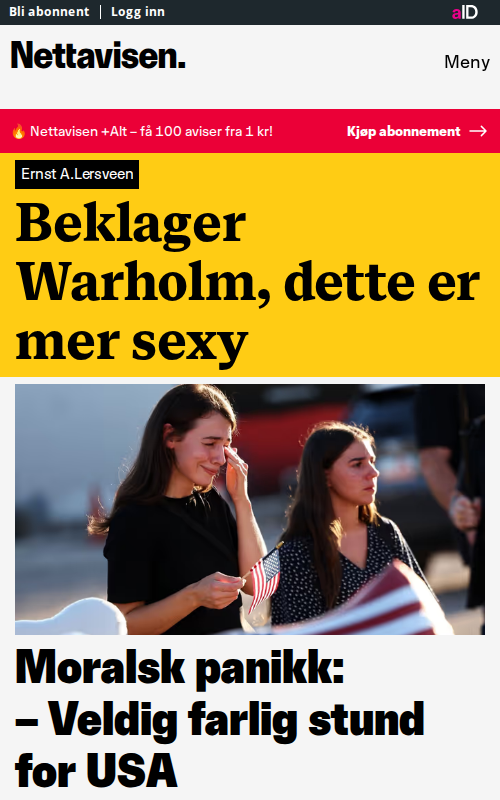 Bli abonnent | Logg inn
aID
Nettavisen.
Meny
🔥 Nettavisen +Alt – få 100 aviser fra 1 kr!
Kjøp abonnement →
Ernst A.Lersveen
Beklager
Warholm, dette er
mer sexy
Moralsk panikk:
– Veldig farlig stund
for USA